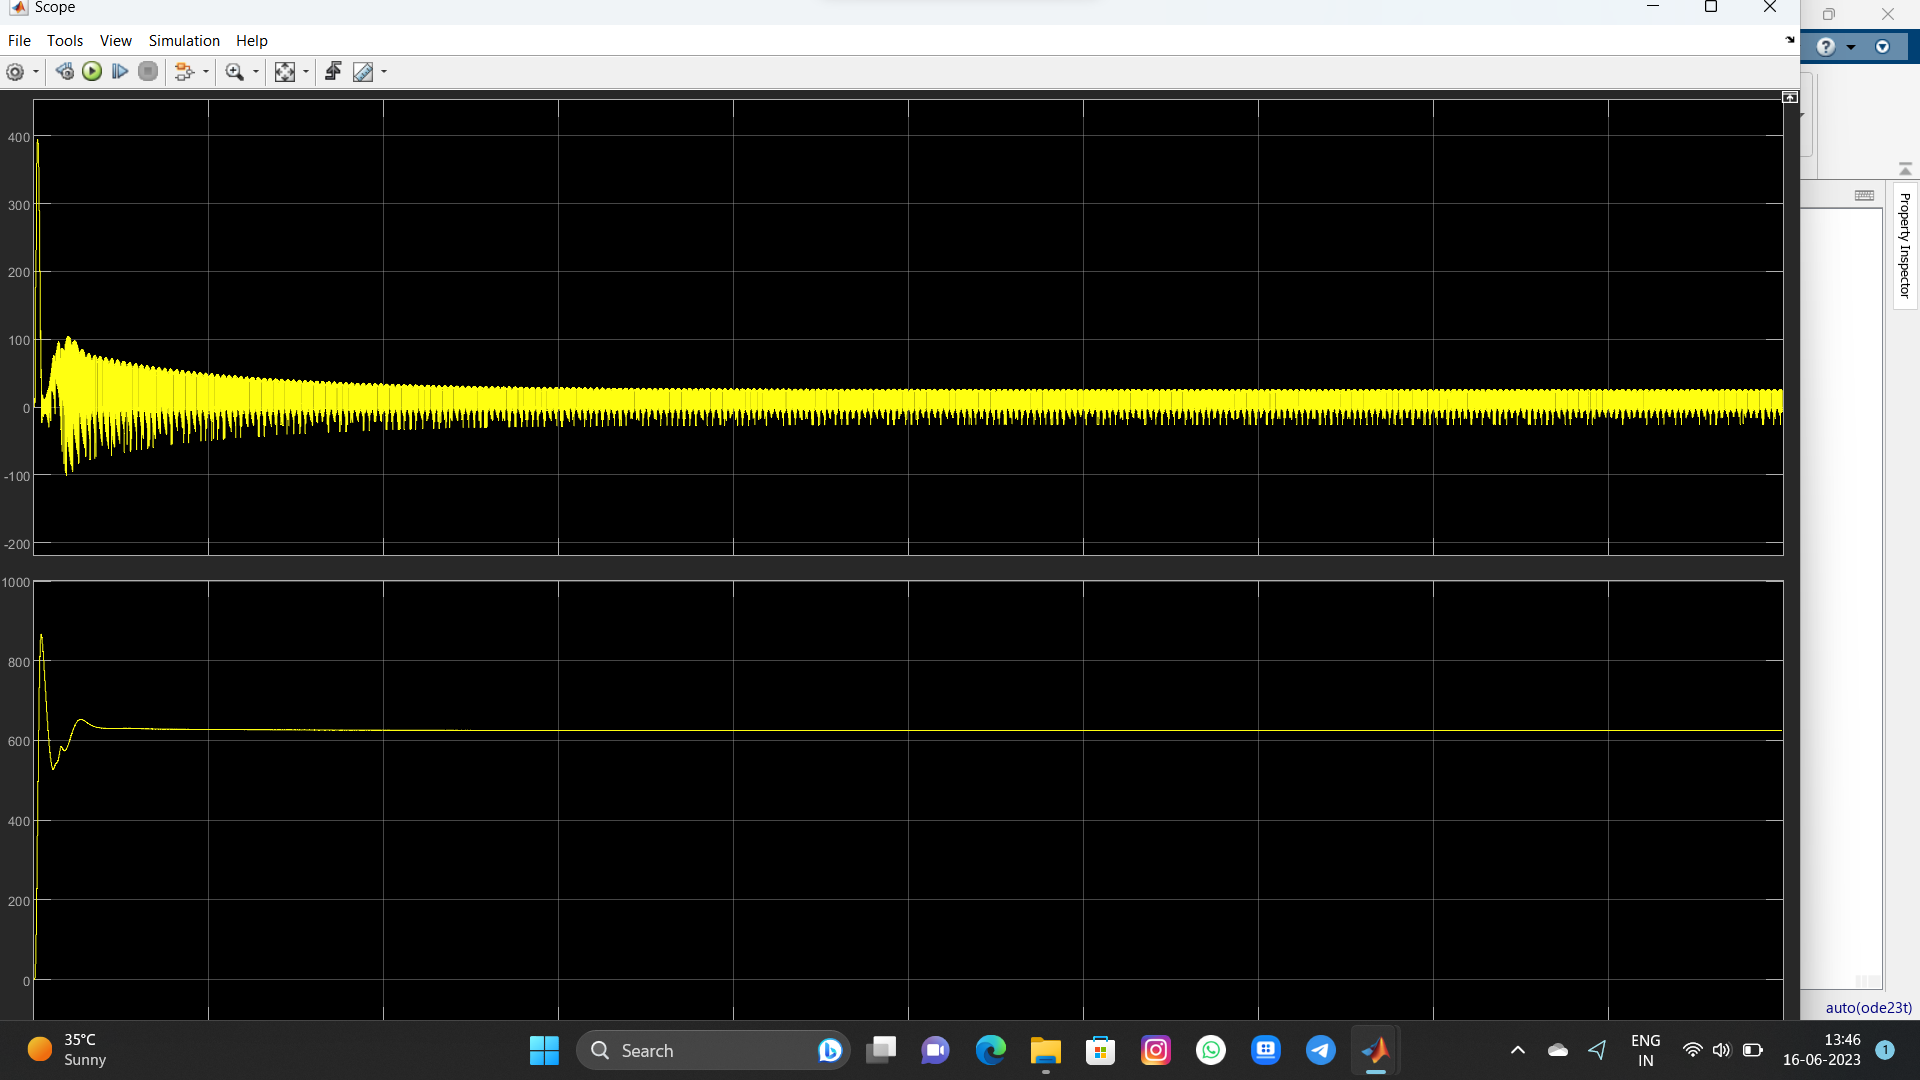 Scope
File Tools View Simulation Help
400
300
200
100
0
-100
-200
1000
800
600
400
200
0
Property Inspector
auto(ode23t)
35°C
Sunny
Search
ENG
IN
13:46
16-06-2023
1